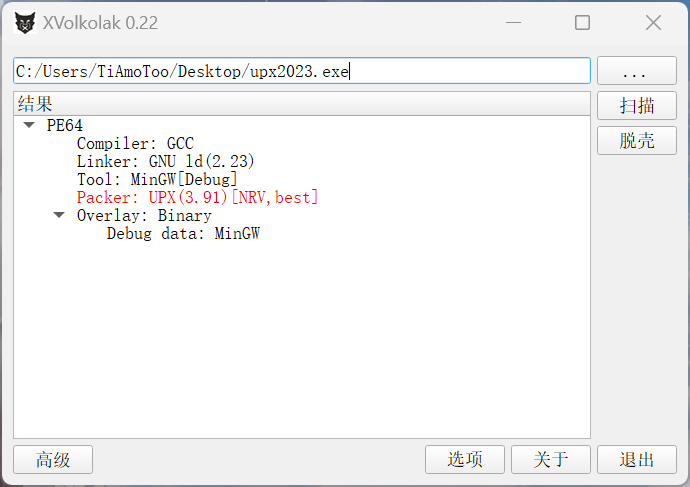 XVolkolak 0.22
C:/Users/TiAmoToo/Desktop/upx2023.exe
...
结果
扫描
PE64
Compiler: GCC
脱壳
Linker: GNU ld(2.23)
Tool: MinGW[Debug]
Packer: UPX(3.91)[NRV,best]
Overlay: Binary
Debug data: MinGW
高级
选项
关于
退出